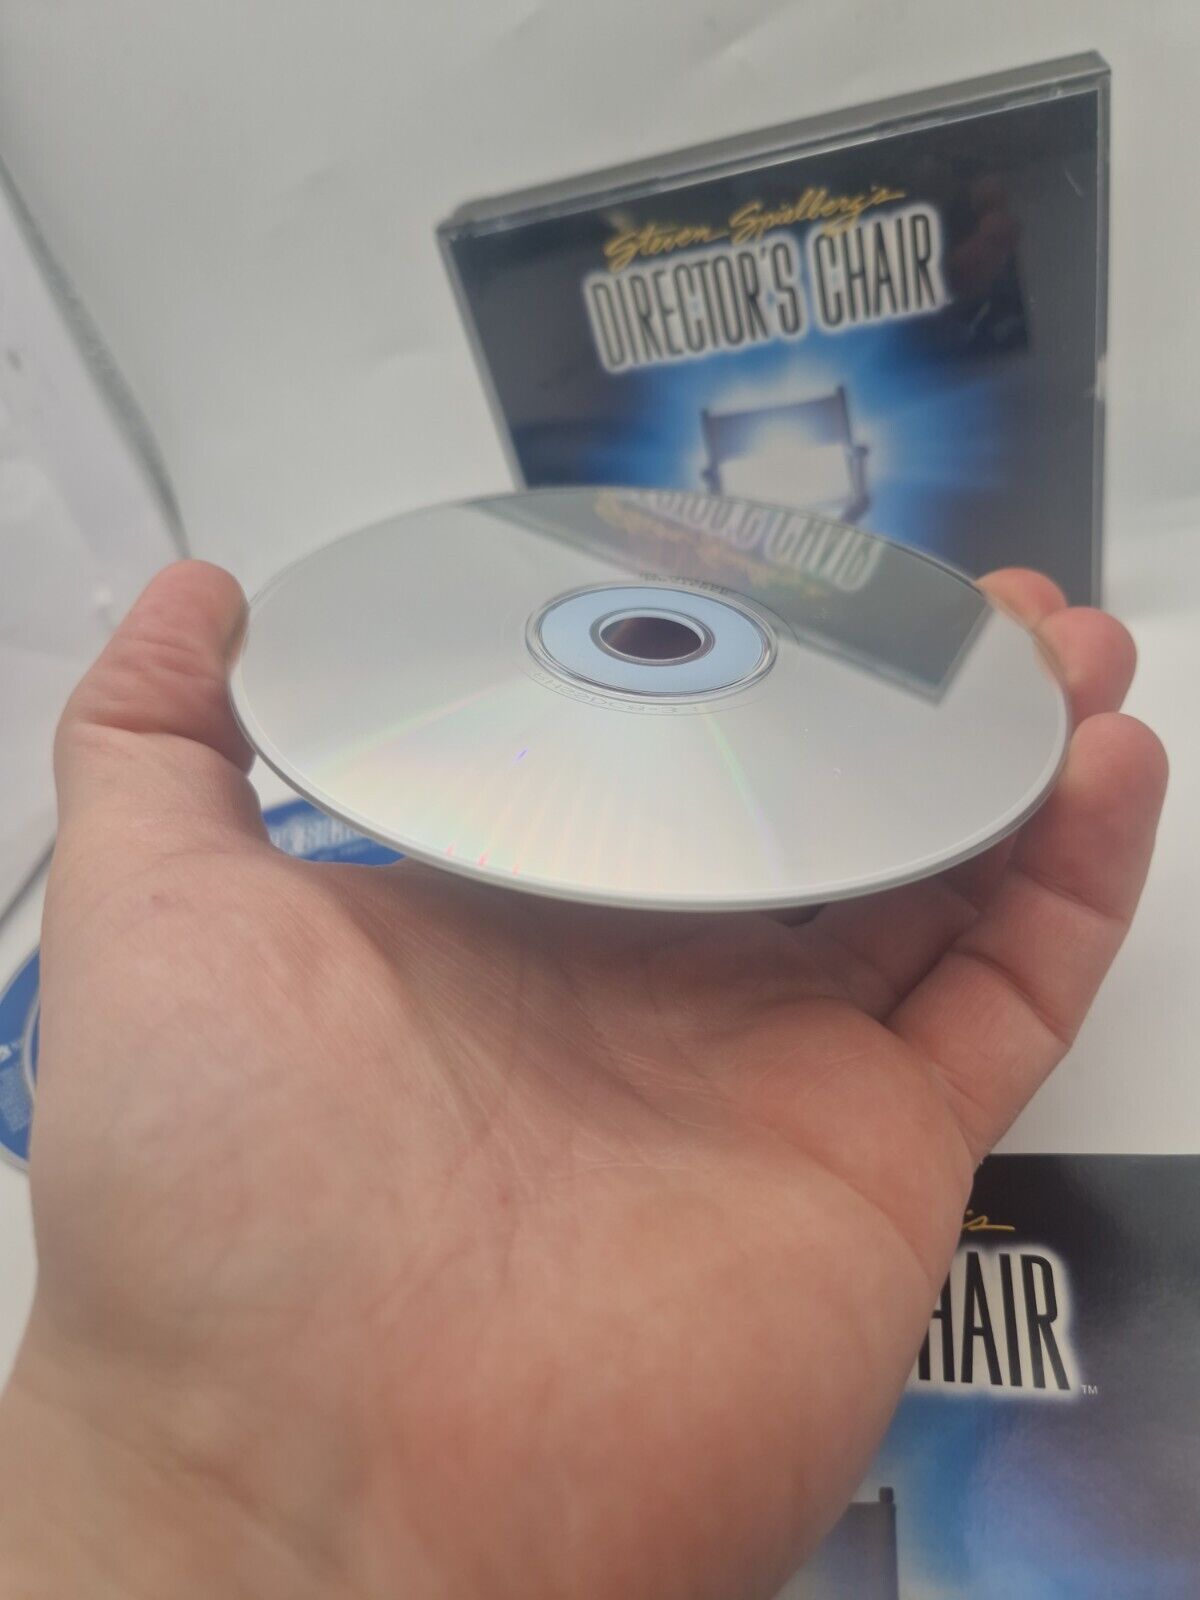 Steven Spielberg's
DIRECTOR'S CHAIR
's
HAIR
TM